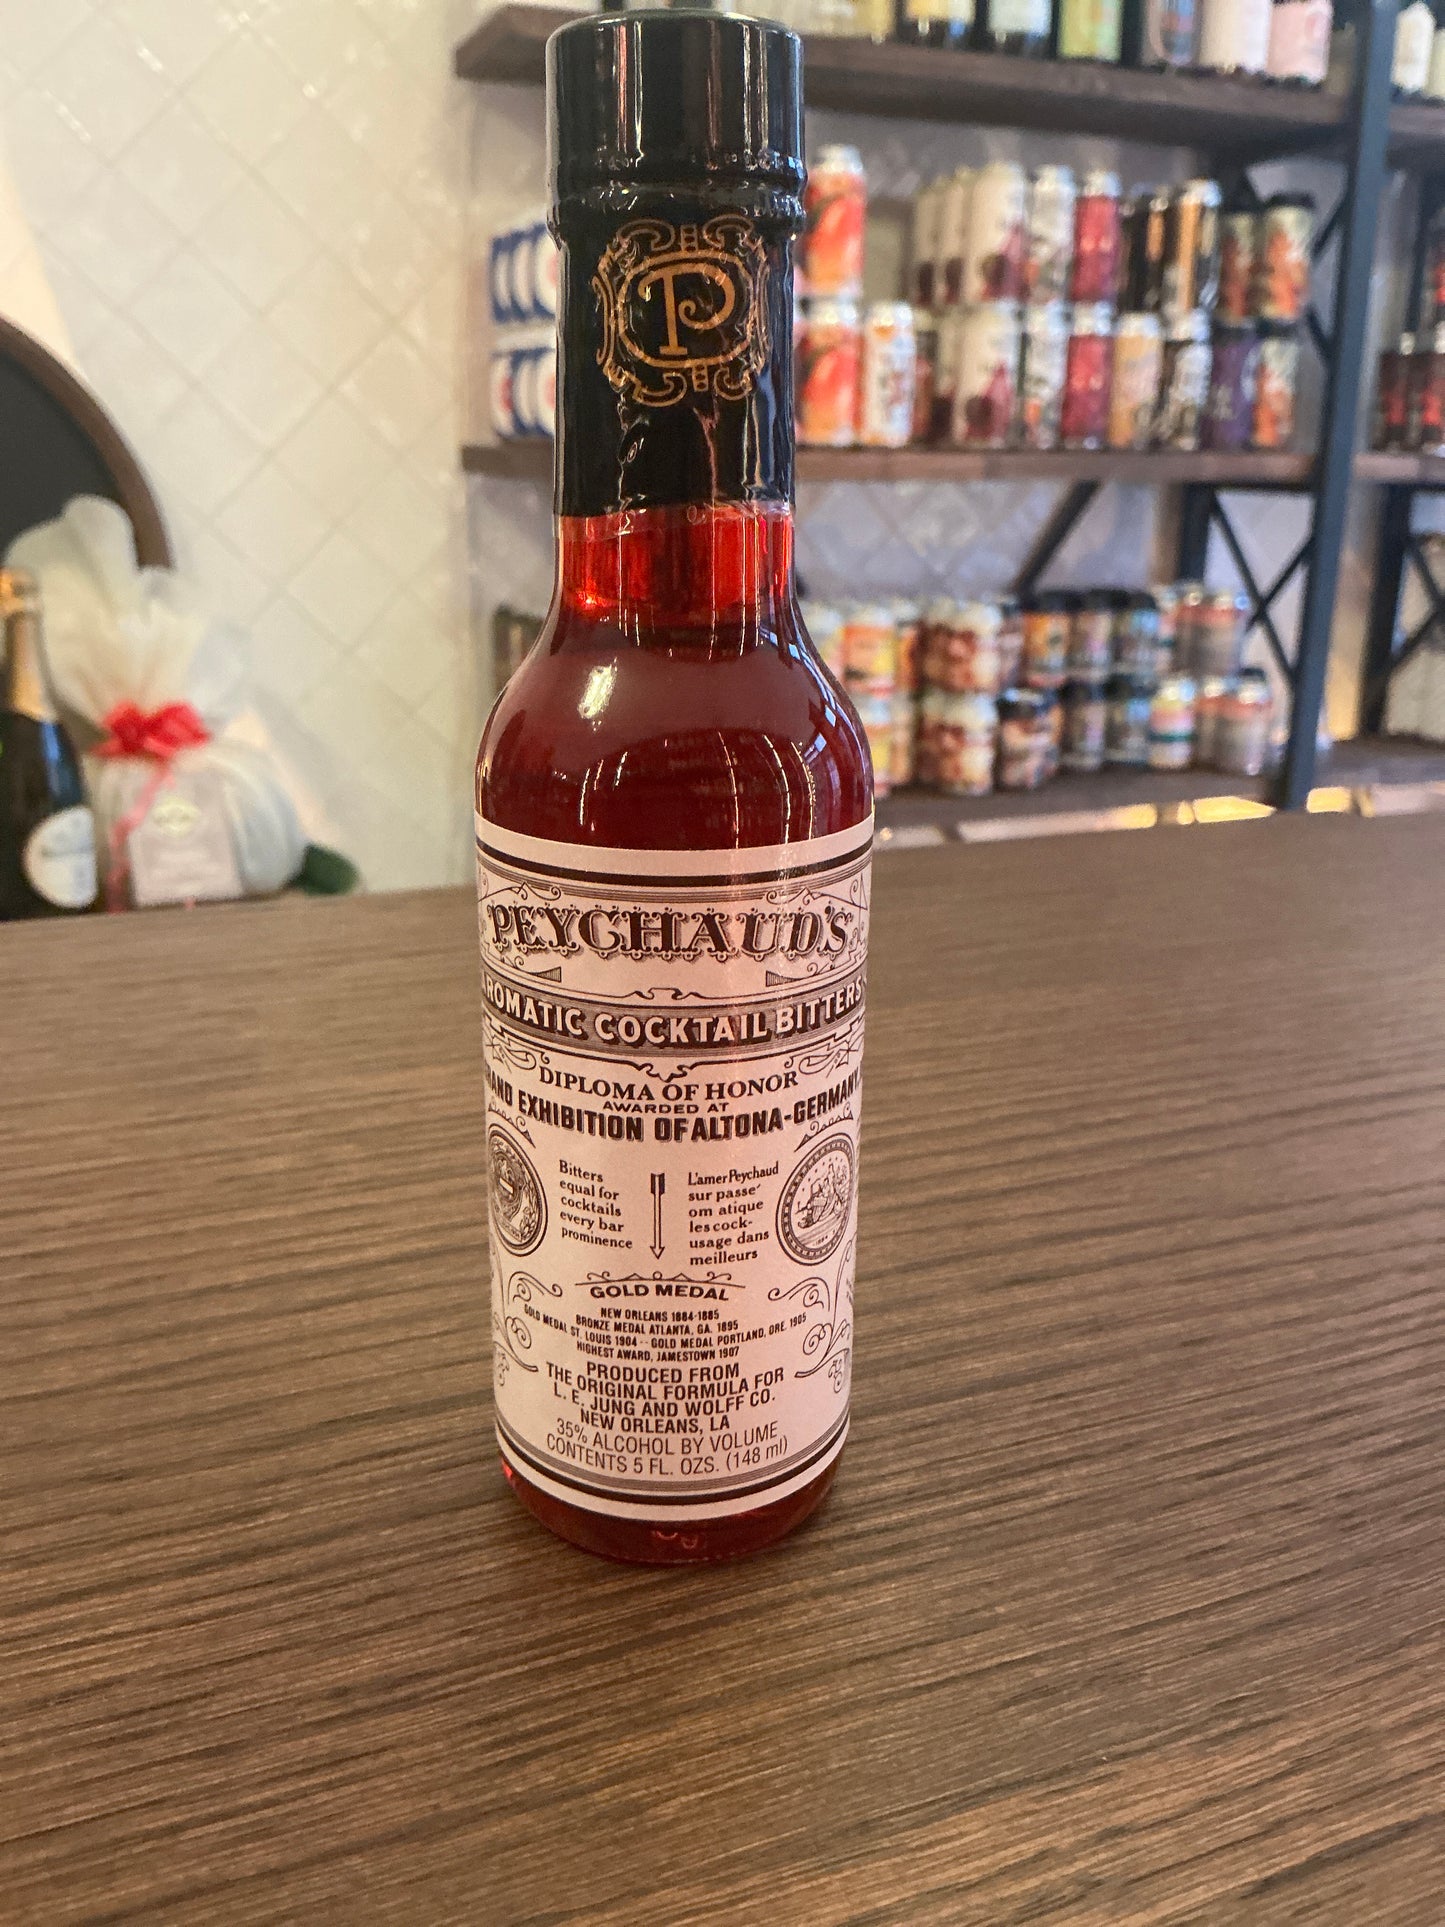 P
PEYCHAUD'S
AROMATIC COCKTAIL BITTERS
DIPLOMA OF HONOR
AWARDED AT
GRAND EXHIBITION OF ALTONA-GERMANY
Bitters
equal for
cocktails
every bar
prominence
L'amer Peychaud
sur passe'
om atique
les cock-
usage dans
meilleurs
GOLD MEDAL
NEW ORLEANS 1884-1885
BRONZE MEDAL ATLANTA, GA. 1895
GOLD MEDAL ST. LOUIS 1904 -- GOLD MEDAL PORTLAND, ORE. 1905
HIGHEST AWARD, JAMESTOWN 1907
PRODUCED FROM
THE ORIGINAL FORMULA FOR
L. E. JUNG AND WOLFF CO.
NEW ORLEANS, LA
35% ALCOHOL BY VOLUME
CONTENTS 5 FL. OZS. (148 ml)